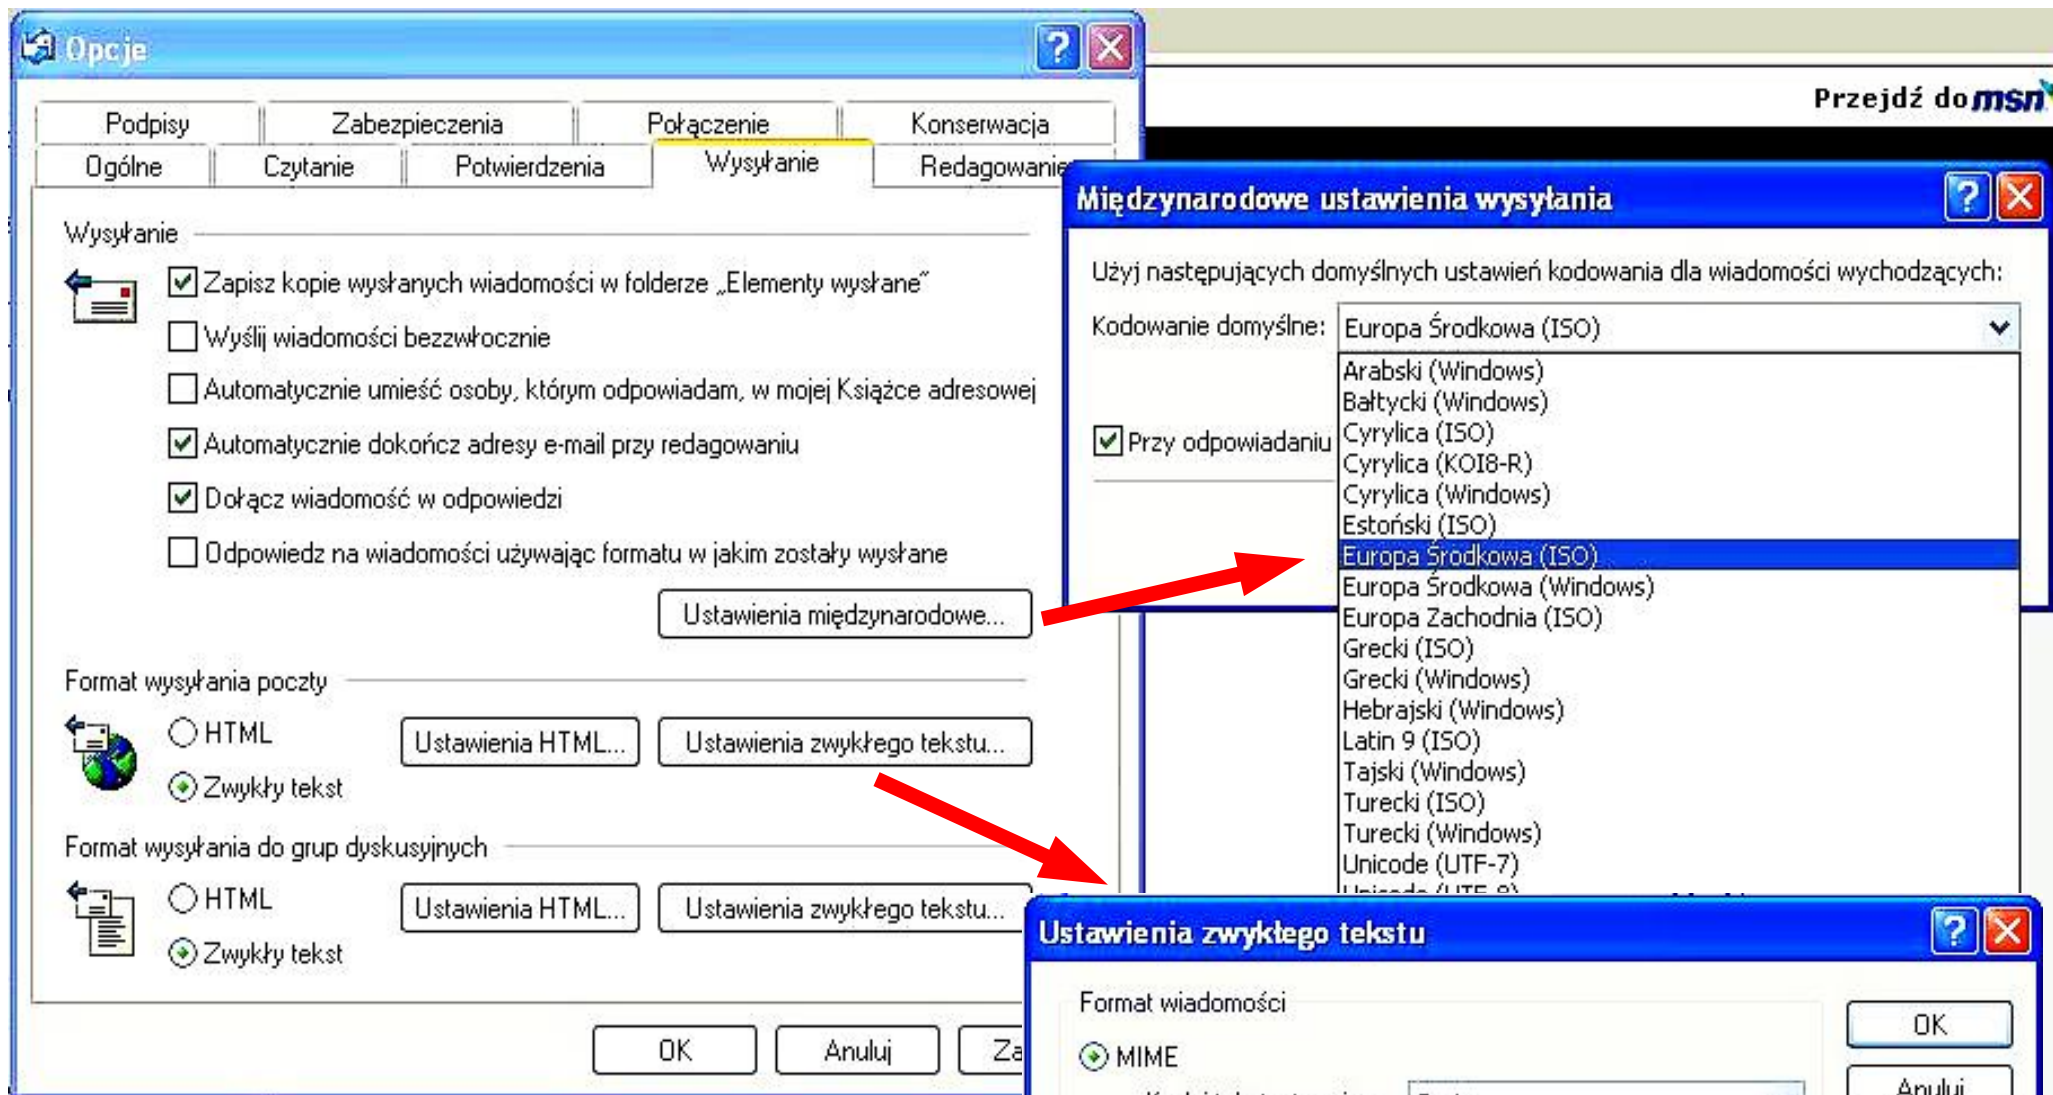 Opcje
Przejdź do msn
Podpisy
Zabezpieczenia
Połączenie
Konserwacja
Ogólne
Czytanie
Potwierdzenia
Wysyłanie
Redagowanie
Wysyłanie
Zapisz kopie wysłanych wiadomości w folderze „Elementy wysłane”
Wyślij wiadomości bezzwłocznie
Automatycznie umieść osoby, którym odpowiadam, w mojej Książce adresowej
Automatycznie dokończ adresy e-mail przy redagowaniu
Dołącz wiadomość w odpowiedzi
Odpowiedz na wiadomości używając formatu w jakim zostały wysłane
Ustawienia międzynarodowe...
Format wysyłania poczty
HTML
Ustawienia HTML...
Ustawienia zwykłego tekstu...
Zwykły tekst
Format wysyłania do grup dyskusyjnych
HTML
Ustawienia HTML...
Ustawienia zwykłego tekstu...
Zwykły tekst
OK
Anuluj
Za
Międzynarodowe ustawienia wysyłania
Użyj następujących domyślnych ustawień kodowania dla wiadomości wychodzących:
Kodowanie domyślne:
Europa Środkowa (ISO)
Arabski (Windows)
Bałtycki (Windows)
Cyrylica (ISO)
Przy odpowiadaniu
Cyrylica (KOI8-R)
Cyrylica (Windows)
Estoński (ISO)
Europa Środkowa (ISO)
Europa Środkowa (Windows)
Europa Zachodnia (ISO)
Grecki (ISO)
Grecki (Windows)
Hebrajski (Windows)
Latin 9 (ISO)
Tajski (Windows)
Turecki (ISO)
Turecki (Windows)
Unicode (UTF-7)
Unicode (UTF-8)
Ustawienia zwykłego tekstu
Format wiadomości
OK
MIME
Anuluj